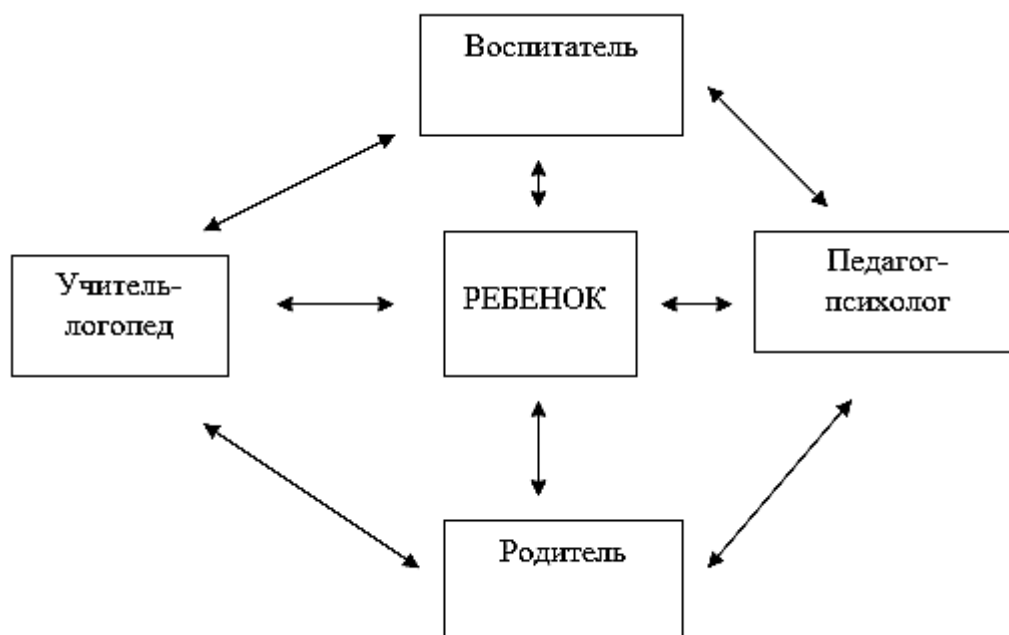 Воспитатель
Учитель-
логопед
РЕБЕНОК
Педагог-
психолог
Родитель